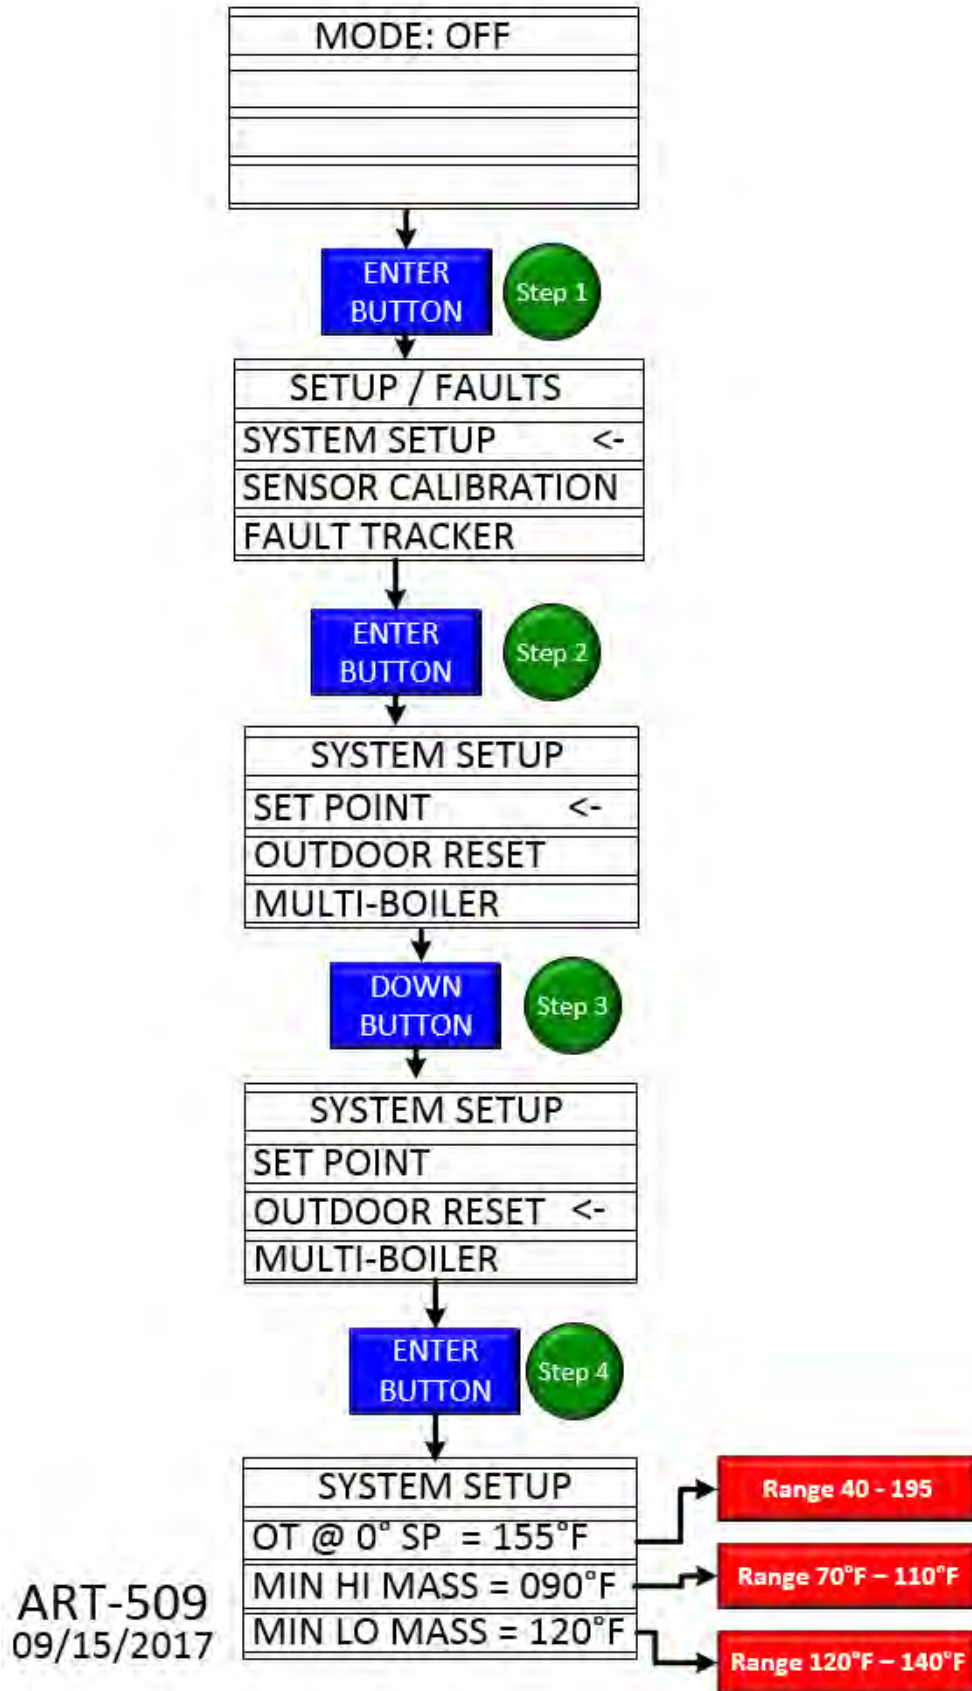 MODE: OFF
ENTER
BUTTON
Step 1
SETUP / FAULTS
SYSTEM SETUP <-
SENSOR CALIBRATION
FAULT TRACKER
ENTER
BUTTON
Step 2
SYSTEM SETUP
SET POINT <-
OUTDOOR RESET
MULTI-BOILER
DOWN
BUTTON
Step 3
SYSTEM SETUP
SET POINT
OUTDOOR RESET <-
MULTI-BOILER
ENTER
BUTTON
Step 4
SYSTEM SETUP
OT @ 0° SP = 155°F
MIN HI MASS = 090°F
MIN LO MASS = 120°F
Range 40 - 195
Range 70°F – 110°F
Range 120°F – 140°F
ART-509
09/15/2017